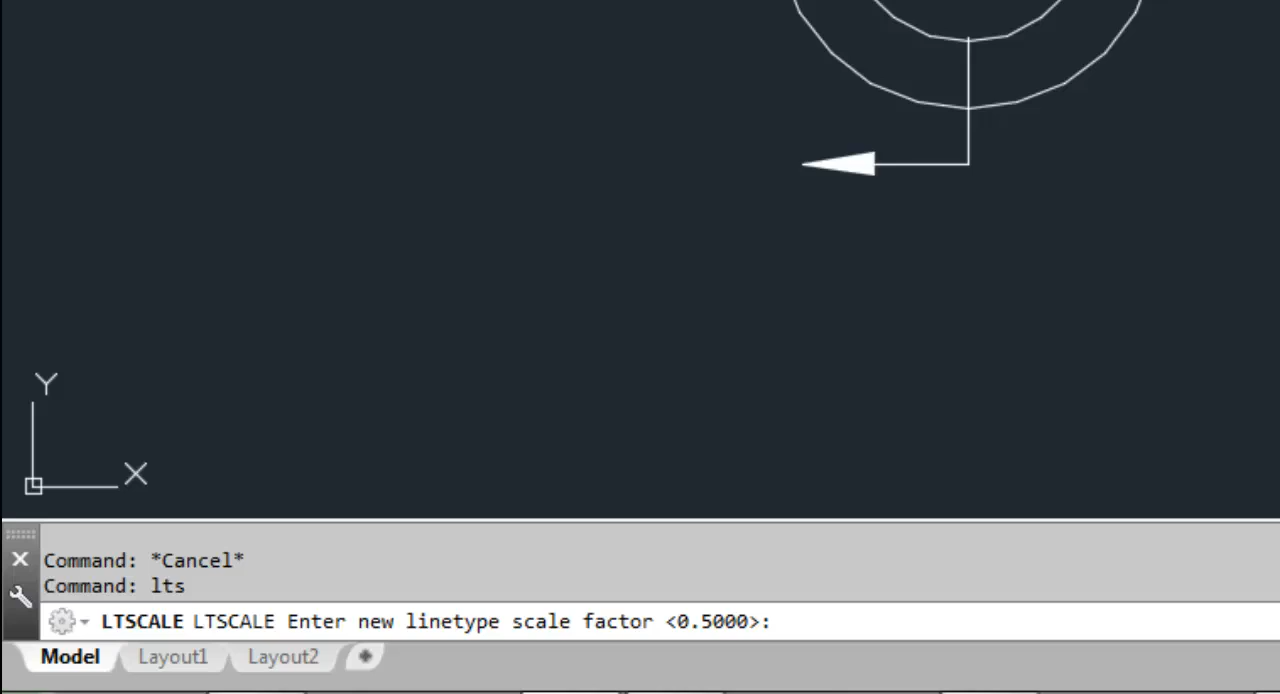 Y
X
Command: *Cancel*
Command: lts
LTSCALE LTSCALE Enter new linetype scale factor <0.5000>:
Model Layout1 Layout2